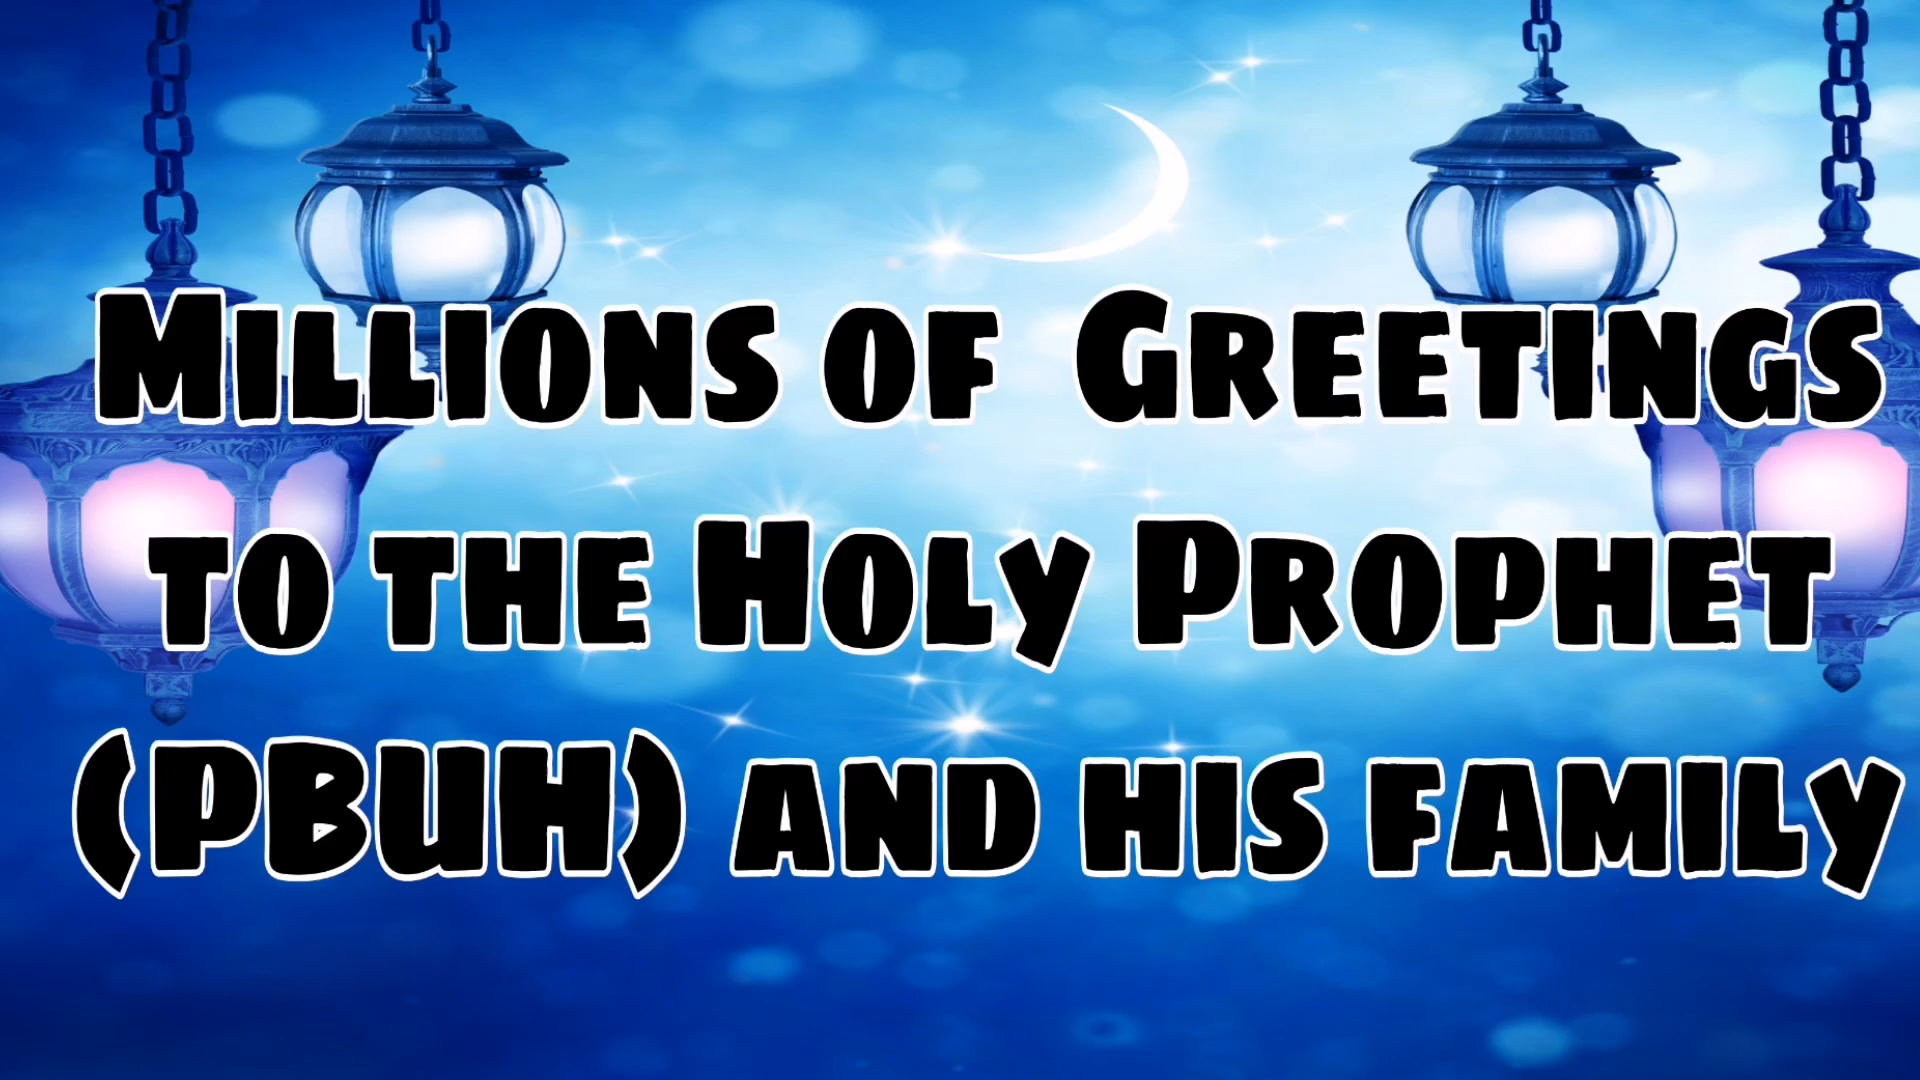 Millions of Greetings
to the Holy Prophet
(PBUH) and his family